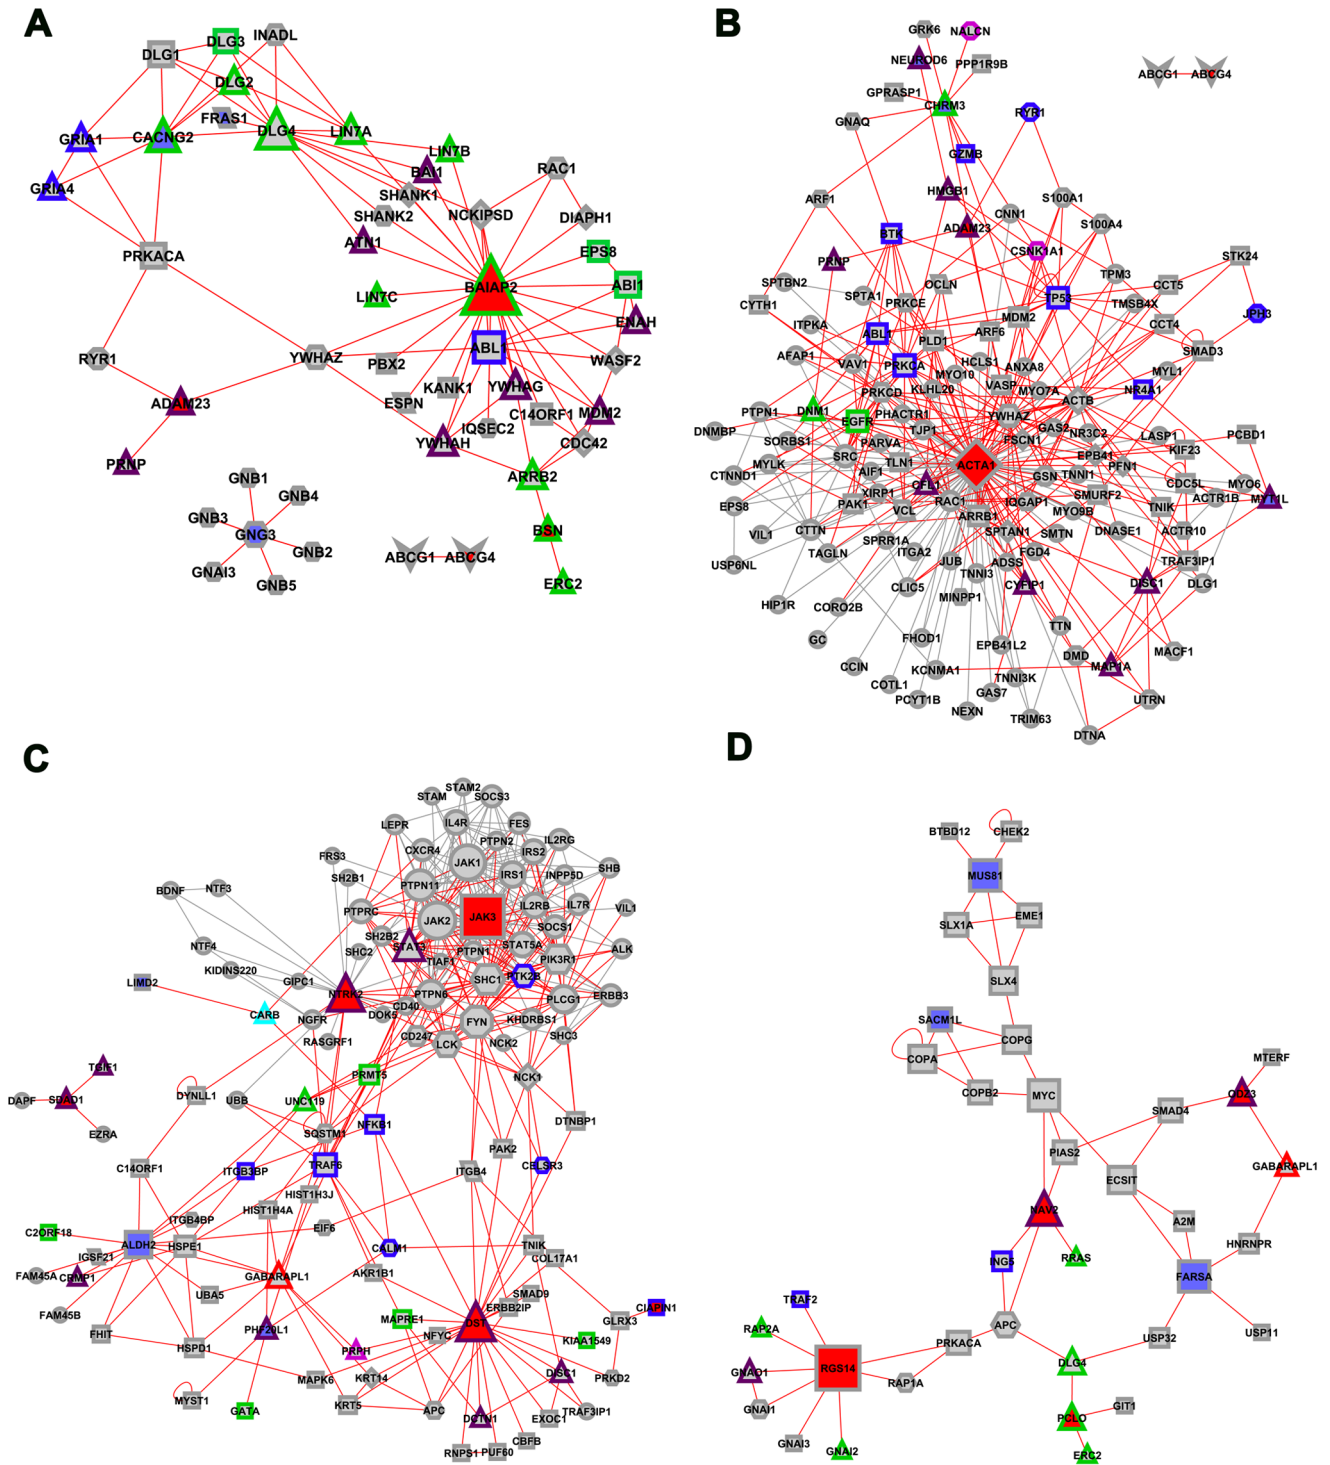 A
DLG3
INADL
DLG1
DLG2
FRAS1
GRIA1
CACNG2
DLG4
LIN7A
LIN7B
GRIA4
BAI1
RAC1
SHANK1
SHANK2
NCKIPSD
DIAPH1
ATN1
PRKACA
EPS8
BAIAP2
ABI1
LIN7C
ENAH
ABL1
RYR1
YWHAZ
PBX2
WASF2
KANK1
YWHAG
ADAM23
ESPN
C14ORF1
MDM2
IQSEC2
YWHAH
CDC42
PRNP
ARRB2
GNB1
GNB4
GNB3
GNG3
BSN
GNB2
ABCG1
ABCG4
GNAI3
GNB5
ERC2
B
GRK6
NALCN
NEUROD6
PPP1R9B
ABCG1
ABCG4
GPRASP1
CHRM3
RYR1
GNAQ
GZMB
HMGB1
ARF1
S100A1
CNN1
ADAM23
S100A4
BTK
CSNK1A1
STK24
PRNP
TPM3
SPTBN2
OCLN
CCT5
SPTA1
TP53
CYTH1
PRKCE
TMSB4X
JPH3
ITPKA
MDM2
CCT4
ABL1
ARF6
PLD1
SMAD3
AFAP1
VAV1
PRKCA
HCLS1
ANXA8
MYL1
MYO10
VASP
MYO7A
NR4A1
PRKCD
KLHL20
ACTB
PTPN1
DNM1
PHACTR1
YWHAZ
EGFR
GAS2
DNMBP
TJP1
NR3C2
LASP1
PCBD1
SORBS1
PARVA
FSCN1
KIF23
SRC
TLN1
ACTA1
EPB41
PFN1
MYLK
AIF1
CTNND1
GSN
TNNI1
CDC5L
MYO6
CFL1
XIRP1
RAC1
SMURF2
ACTR1B
MYT1L
EPS8
PAK1
IQGAP1
TNIK
VCL
MYO9B
ARRB1
VIL1
CTTN
SPTAN1
SMTN
DNASE1
ACTR10
SPRR1A
TAGLN
ITGA2
FGD4
USP6NL
JUB
ADSS
TRAF3IP1
TNNI3
CLIC5
CYFIP1
DISC1
DLG1
MINPP1
HIP1R
CORO2B
TTN
GC
FHOD1
EPB41L2
DMD
MACF1
CCIN
KCNMA1
MAP1A
TNNI3K
COTL1
GAS7
PCYT1B
UTRN
NEXN
TRIM63
DTNA
C
STAM2
STAM
SOCS3
LEPR
IL4R
FES
PTPN2
IL2RG
FRS3
CXCR4
IRS2
JAK1
SHB
SH2B1
IRS1
INPP5D
BDNF
NTF3
PTPN11
PTPRC
IL2RB
IL7R
VIL1
JAK2
JAK3
SOCS1
SH2B2
NTF4
STAT3
STAT5A
ALK
SHC2
PTPN1
TIAF1
PIK3R1
KIDINS220
LIMD2
GIPC1
SHC1
PTK2B
NTRK2
PTPN6
PLCG1
ERBB3
CARB
CD40
DOK5
NGFR
FYN
KHDRBS1
RASGRF1
CD247
SHC3
LCK
NCK2
TGIF1
PRMT5
NCK1
DAPF
SDAD1
DYNLL1
UBB
UNC119
NFKB1
DTNBP1
EZRA
SQSTM1
PAK2
C14ORF1
ITGB3BP
TRAF6
ITGB4
CELSR3
HIST1H3J
HIST1H4A
ITGB4BP
EIF6
C2ORF18
ALDH2
HSPE1
CALM1
TNIK
IGSF21
COL17A1
FAM45A
CRMP1
GABARAPL1
AKR1B1
UBA5
SMAD9
FAM45B
ERBB2IP
CIAPIN1
MAPRE1
GLRX3
FHIT
PHF20L1
NFYC
DST
KIAA1549
HSPD1
PRPH
DISC1
PRKD2
MAPK6
KRT14
MYST1
KRT5
GATA
APC
DCTN1
EXOC1
TRAF3IP1
CBFB
RNPS1
PUF60
D
BTBD12
CHEK2
MUS81
SLX1A
EME1
SLX4
SACM1L
COPG
COPA
MTERF
COPB2
MYC
SMAD4
ODZ3
PIAS2
GABARAPL1
ECSIT
NAV2
A2M
HNRNPR
ING5
RRAS
FARSA
TRAF2
RAP2A
APC
PRKACA
USP32
USP11
GNAO1
RGS14
DLG4
RAP1A
GNAI1
PCLO
GIT1
GNAI3
GNAI2
ERC2